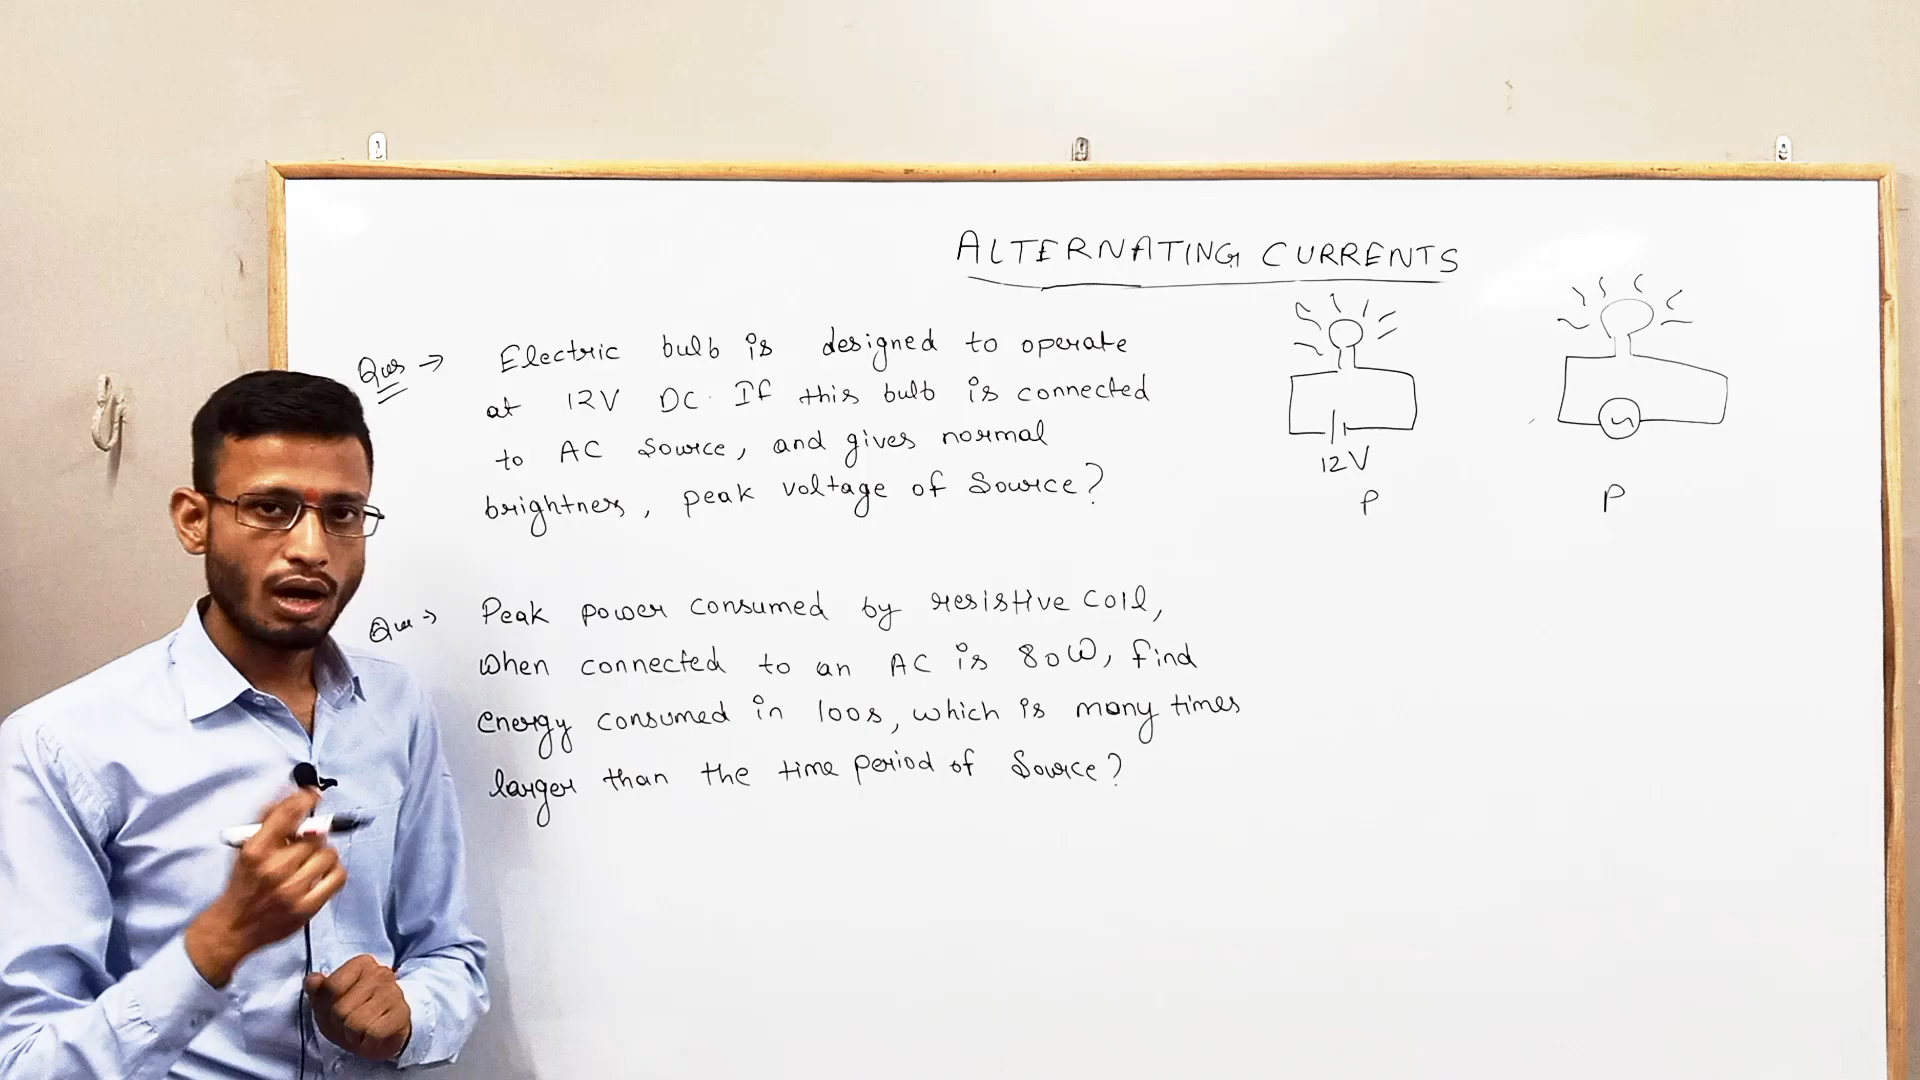 ALTERNATING CURRENTS
Ques → Electric bulb is designed to operate
at 12V DC. If this bulb is connected
to AC source, and gives normal
brightness, peak voltage of source?
12V
P
P
Que → Peak power consumed by resistive coil,
when connected to an AC is 80W, find
energy consumed in 100s, which is many times
larger than the time period of source?